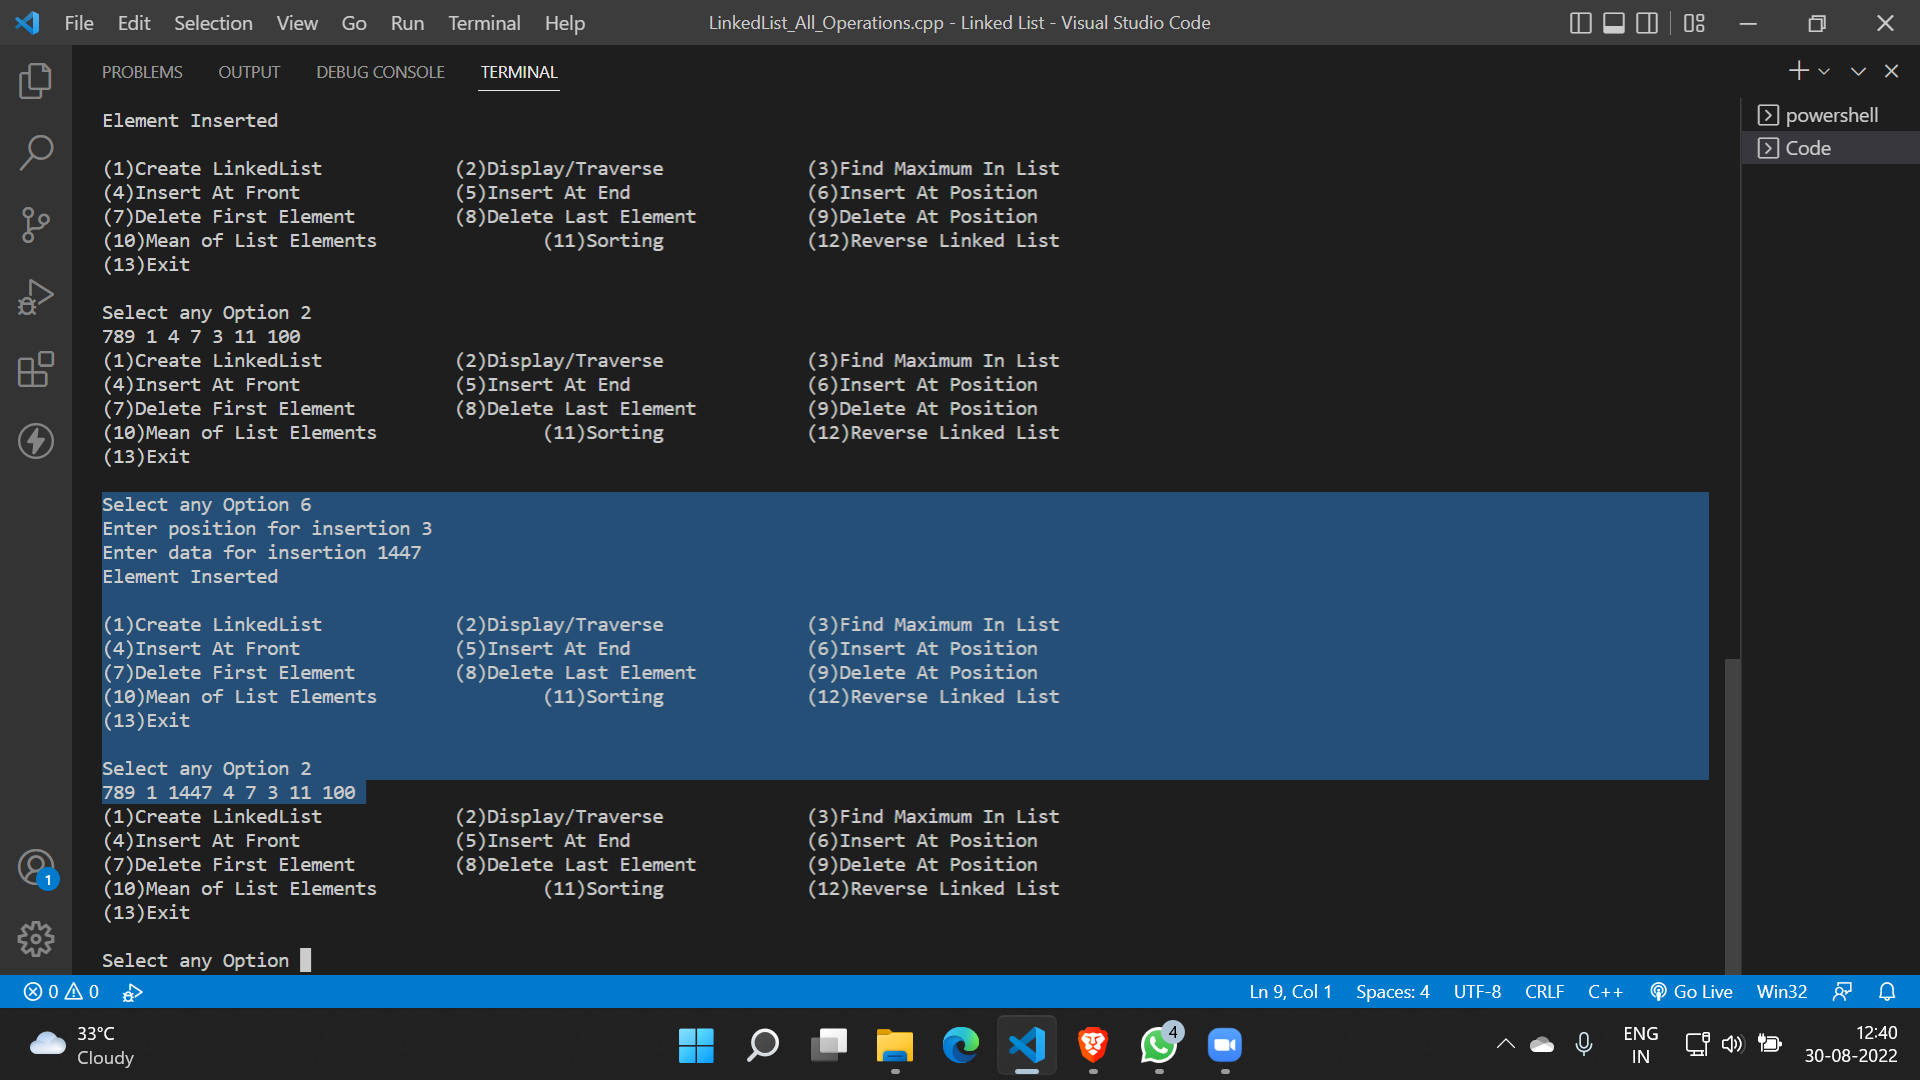 File Edit Selection View Go Run Terminal Help LinkedList_All_Operations.cpp - Linked List - Visual Studio Code
PROBLEMS OUTPUT DEBUG CONSOLE TERMINAL
powershell
Code
Element Inserted
(1)Create LinkedList (2)Display/Traverse (3)Find Maximum In List
(4)Insert At Front (5)Insert At End (6)Insert At Position
(7)Delete First Element (8)Delete Last Element (9)Delete At Position
(10)Mean of List Elements (11)Sorting (12)Reverse Linked List
(13)Exit
Select any Option 2
789 1 4 7 3 11 100
(1)Create LinkedList (2)Display/Traverse (3)Find Maximum In List
(4)Insert At Front (5)Insert At End (6)Insert At Position
(7)Delete First Element (8)Delete Last Element (9)Delete At Position
(10)Mean of List Elements (11)Sorting (12)Reverse Linked List
(13)Exit
Select any Option 6
Enter position for insertion 3
Enter data for insertion 1447
Element Inserted
(1)Create LinkedList (2)Display/Traverse (3)Find Maximum In List
(4)Insert At Front (5)Insert At End (6)Insert At Position
(7)Delete First Element (8)Delete Last Element (9)Delete At Position
(10)Mean of List Elements (11)Sorting (12)Reverse Linked List
(13)Exit
Select any Option 2
789 1 1447 4 7 3 11 100
(1)Create LinkedList (2)Display/Traverse (3)Find Maximum In List
(4)Insert At Front (5)Insert At End (6)Insert At Position
(7)Delete First Element (8)Delete Last Element (9)Delete At Position
(10)Mean of List Elements (11)Sorting (12)Reverse Linked List
(13)Exit
Select any Option
1
0 0 Ln 9, Col 1 Spaces: 4 UTF-8 CRLF C++ Go Live Win32
33°C
Cloudy
4
ENG
IN
12:40
30-08-2022